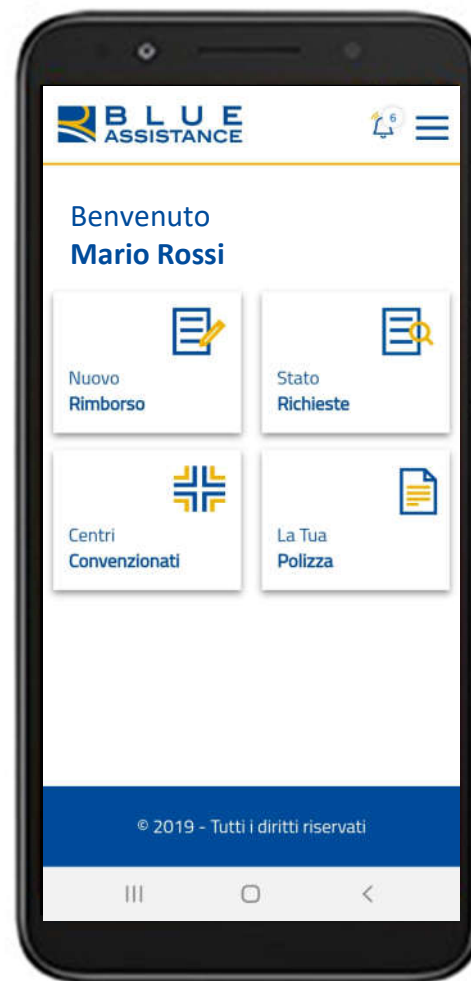 BLUE
ASSISTANCE
6
Benvenuto
Mario Rossi
Nuovo
Rimborso
Stato
Richieste
Centri
Convenzionati
La Tua
Polizza
© 2019 - Tutti i diritti riservati